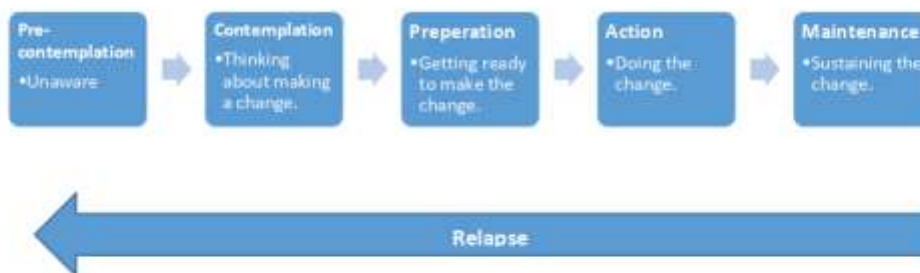 Pre-
contemplation
•Unaware
Contemplation
•Thinking
about making
a change.
Preperation
•Getting ready
to make the
change.
Action
•Doing the
change.
Maintenance
•Sustaining the
change.
Relapse